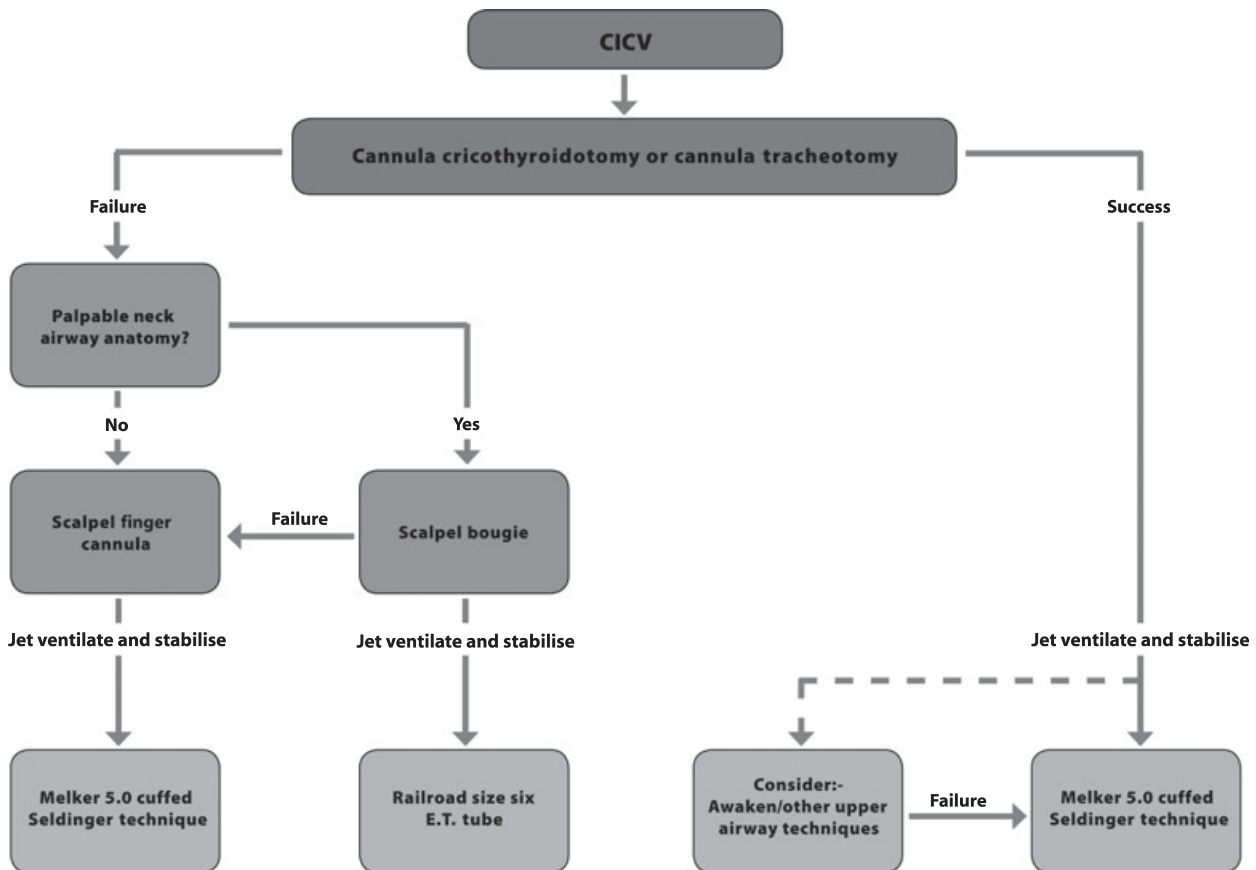 CICV
Cannula cricothyroidotomy or cannula tracheotomy
Failure
Success
Palpable neck
airway anatomy?
No
Yes
Scalpel finger
cannula
Failure
Scalpel bougie
Jet ventilate and stabilise
Jet ventilate and stabilise
Jet ventilate and stabilise
Melker 5.0 cuffed
Seldinger technique
Railroad size six
E.T. tube
Consider:-
Awaken/other upper
airway techniques
Failure
Melker 5.0 cuffed
Seldinger technique